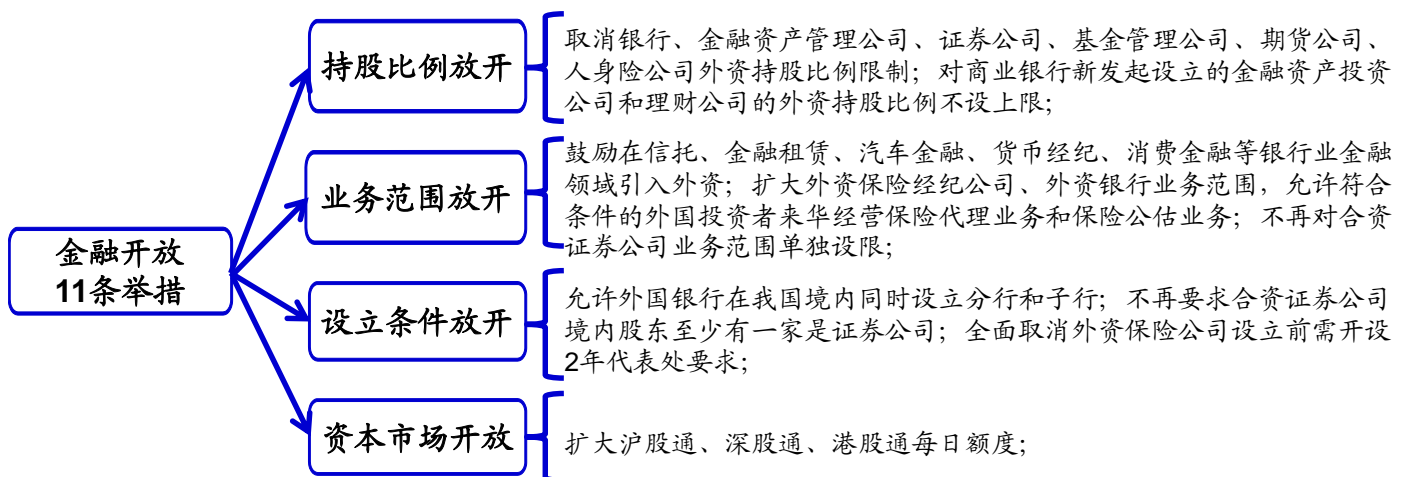 金融开放
11条举措
持股比例放开
取消银行、金融资产管理公司、证券公司、基金管理公司、期货公司、
人身险公司外资持股比例限制；对商业银行新发起设立的金融资产投资
公司和理财公司的外资持股比例不设上限；
业务范围放开
鼓励在信托、金融租赁、汽车金融、货币经纪、消费金融等银行业金融
领域引入外资；扩大外资保险经纪公司、外资银行业务范围，允许符合
条件的外国投资者来华经营保险代理业务和保险公估业务；不再对合资
证券公司业务范围单独设限；
设立条件放开
允许外国银行在我国境内同时设立分行和子行；不再要求合资证券公司
境内股东至少有一家是证券公司；全面取消外资保险公司设立前需开设
2年代表处要求；
资本市场开放
扩大沪股通、深股通、港股通每日额度；